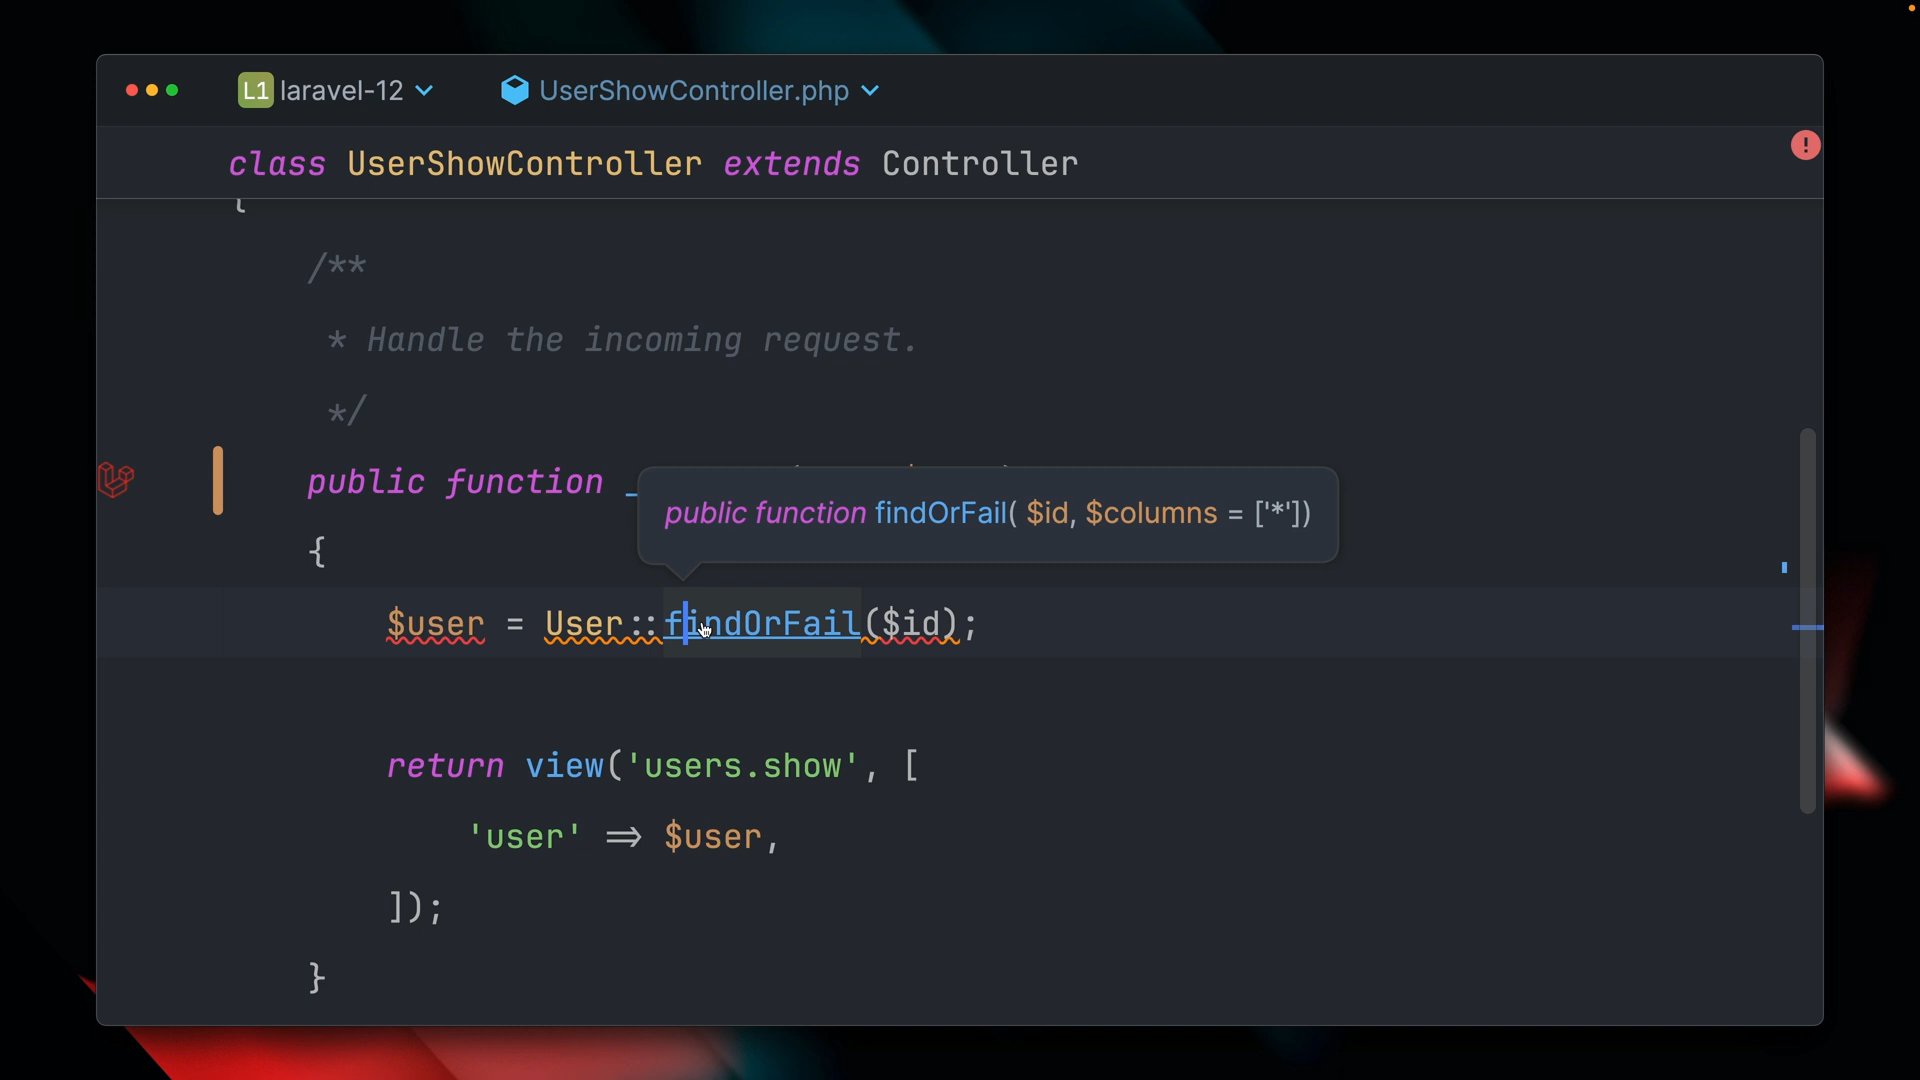 L1 laravel-12 UserShowController.php
class UserShowController extends Controller
{
/**
* Handle the incoming request.
*/
public function _
public function findOrFail( $id, $columns = ['*'])
{
$user = User::findOrFail($id);
return view('users.show', [
'user' => $user,
]);
}